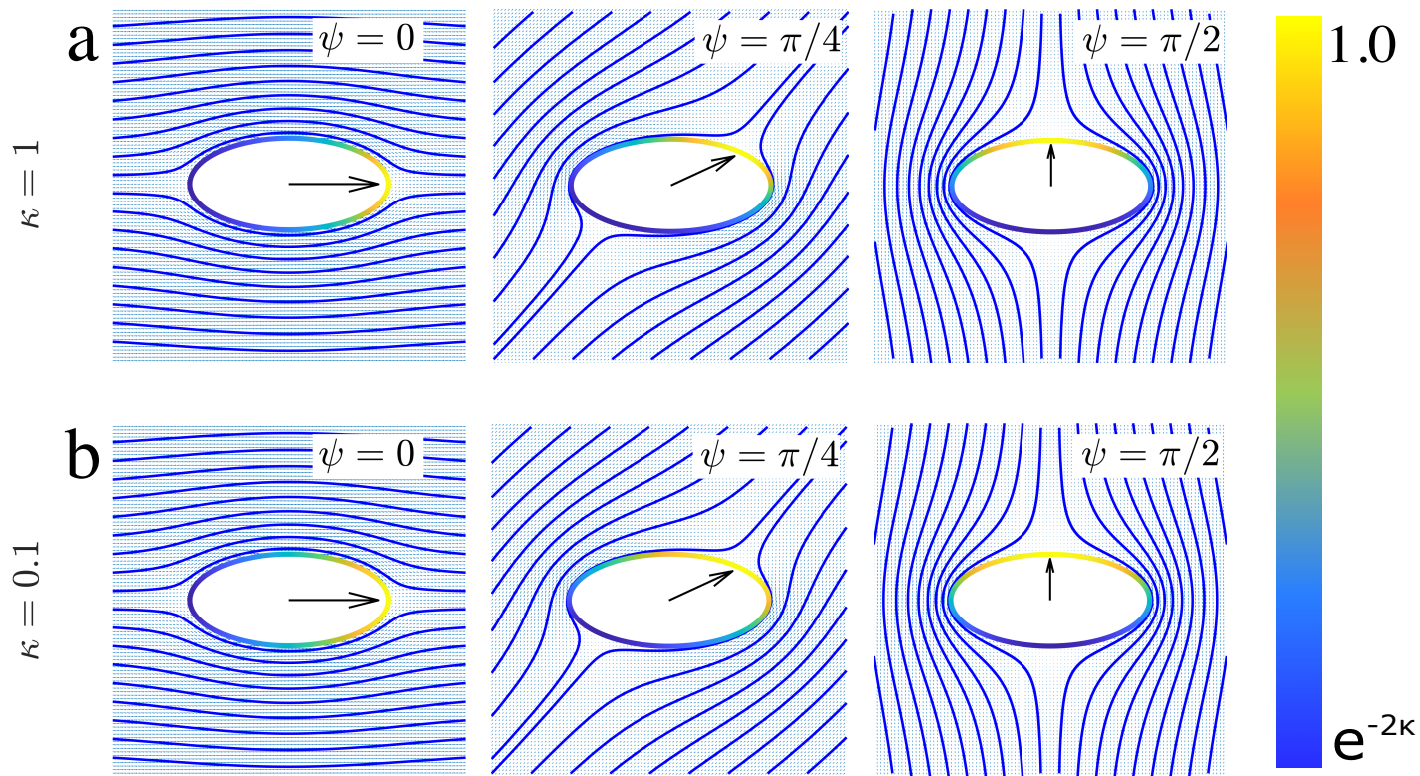 a
ψ = 0
ψ = π/4
ψ = π/2
1.0
κ = 1
b
ψ = 0
ψ = π/4
ψ = π/2
κ = 0.1
e^-2κ